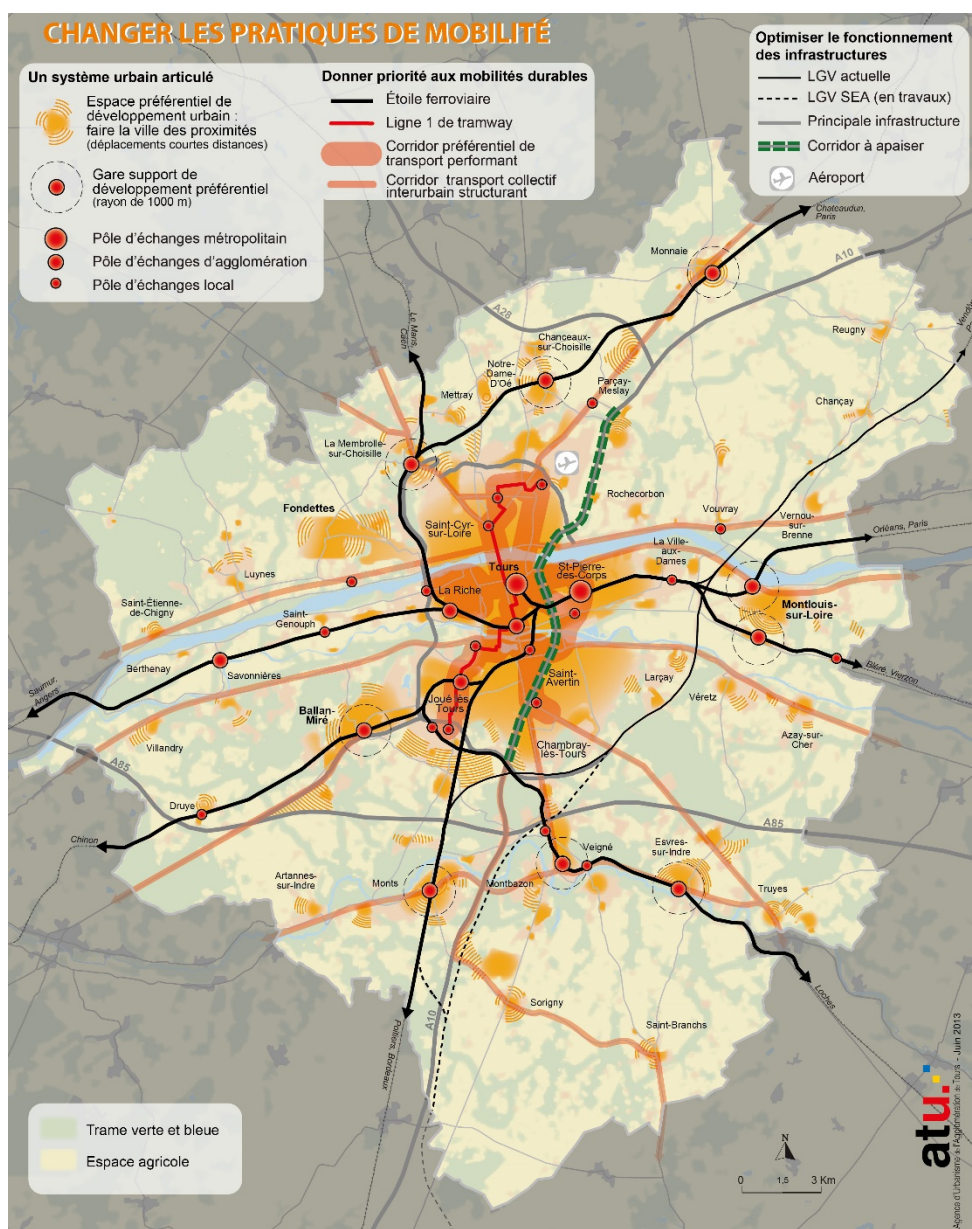 CHANGER LES PRATIQUES DE MOBILITÉ
Un système urbain articulé
Espace préférentiel de
développement urbain :
faire la ville des proximités
(déplacements courtes distances)
Gare support de
développement préférentiel
(rayon de 1000 m)
Pôle d'échanges métropolitain
Pôle d'échanges d'agglomération
Pôle d'échanges local
Donner priorité aux mobilités durables
Étoile ferroviaire
Ligne 1 de tramway
Corridor préférentiel de
transport performant
Corridor transport collectif
interurbain structurant
Optimiser le fonctionnement
des infrastructures
LGV actuelle
LGV SEA (en travaux)
Principale infrastructure
Corridor à apaiser
Aéroport
Chateaudun,
Paris
Monnaie
A10
A28
Le Mans,
Caen
Reugny
Chanceaux-
sur-Choisille
Notre-
Dame-
D'Oé
Parçay-
Meslay
Mettray
Chançay
La Membrolle-
sur-Choisille
Rochecorbon
Vouvray
Vernou-
sur-
Brenne
Fondettes
Saint-Cyr-
sur-Loire
Orléans, Paris
La Ville-
aux-
Dames
Luynes
Tours
St-Pierre-
des-Corps
La Riche
Montlouis-
sur-Loire
Saint-Étienne-
de-Chigny
Saint-
Genouph
Berthenay
Savonnières
Bléré, Vierzon
Saumur,
Angers
Saint-
Avertin
Larçay
Véretz
Joué lès
Tours
Ballan-
Miré
Azay-sur-
Cher
Villandry
Chambray-
lès-Tours
A85
Druye
A85
Chinon
Veigné
Esvres-
sur-Indre
Artannes-
sur-Indre
Monts
Montbazon
Truyes
Loches
Sorigny
Saint-Branchs
A10
Poitiers, Bordeaux
Trame verte et bleue
Espace agricole
N
0 1,5 3 Km
atu.
Agence d'Urbanisme de l'Agglomération de Tours - Juin 2013